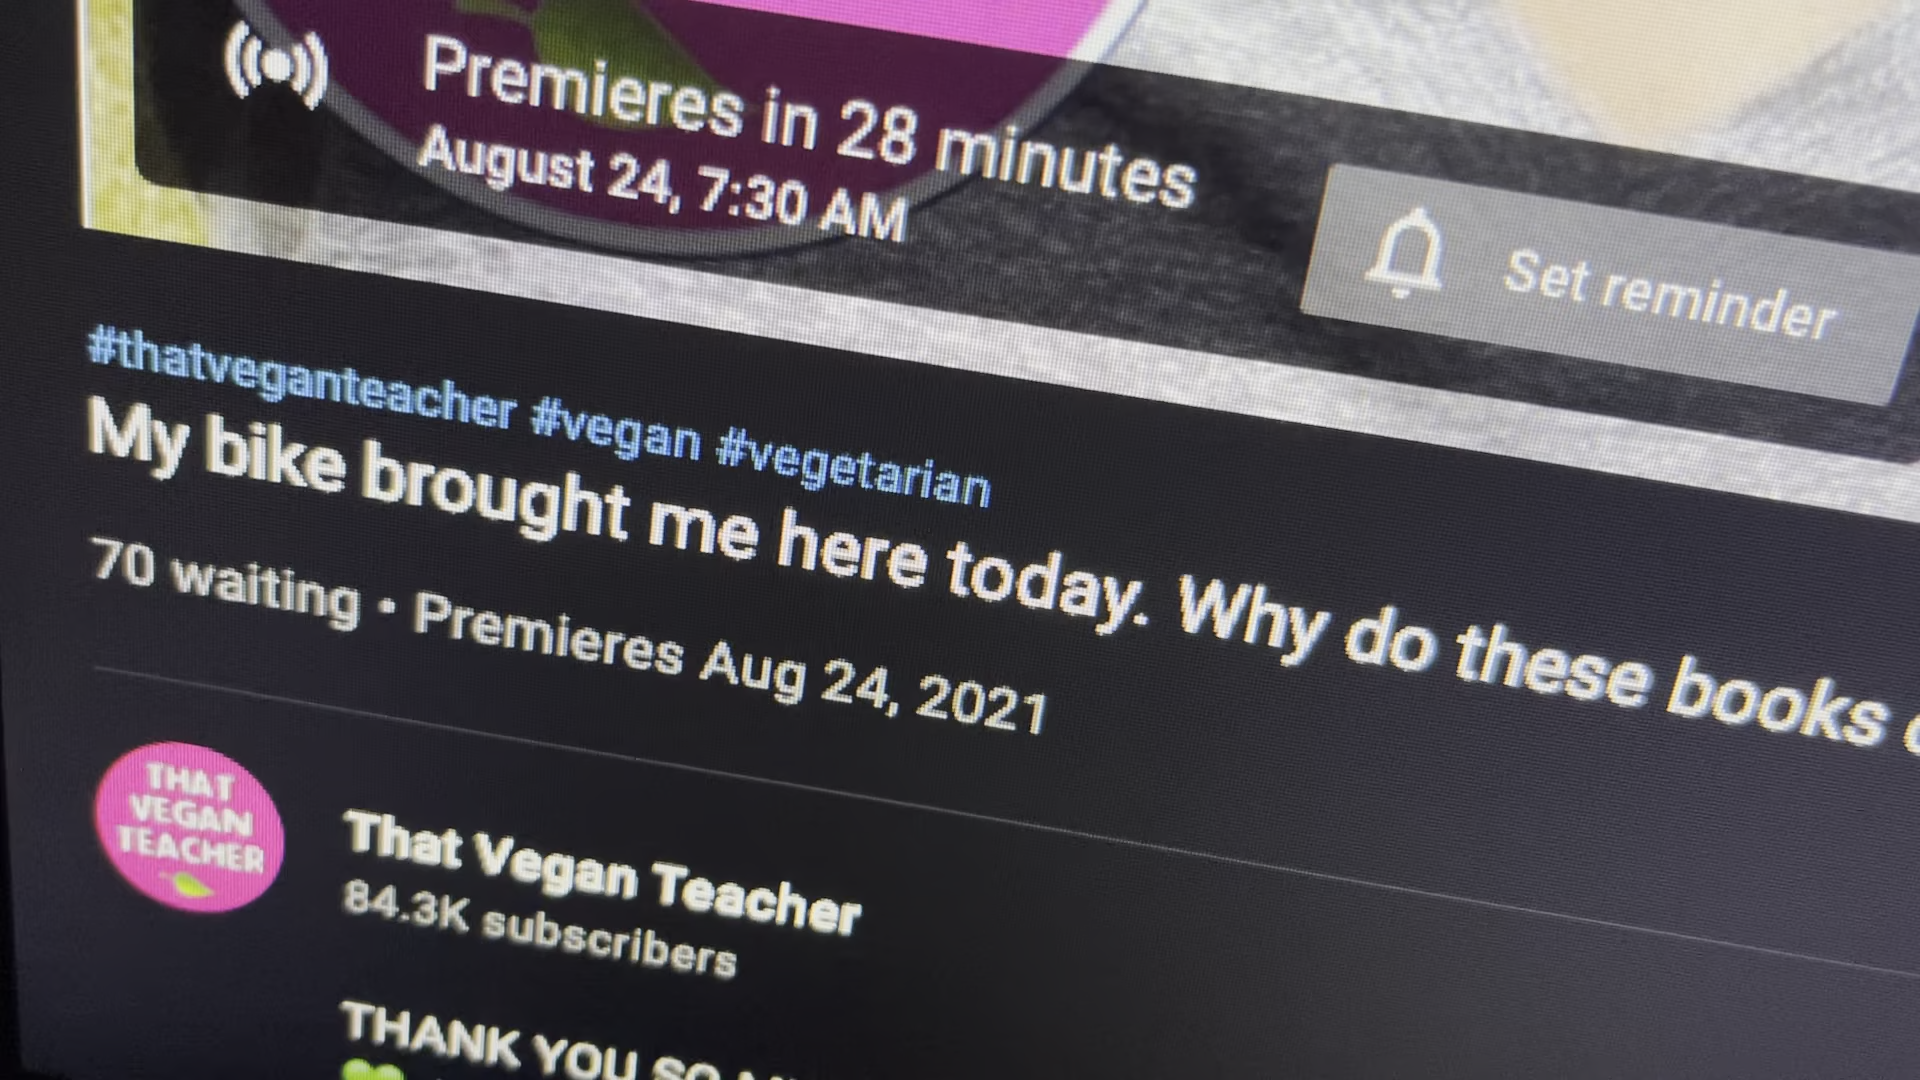 Premieres in 28 minutes
August 24, 7:30 AM
Set reminder
#thatveganteacher #vegan #vegetarian
My bike brought me here today. Why do these books
70 waiting • Premieres Aug 24, 2021
THAT
VEGAN
TEACHER
That Vegan Teacher
84.3K subscribers
THANK YOU SO